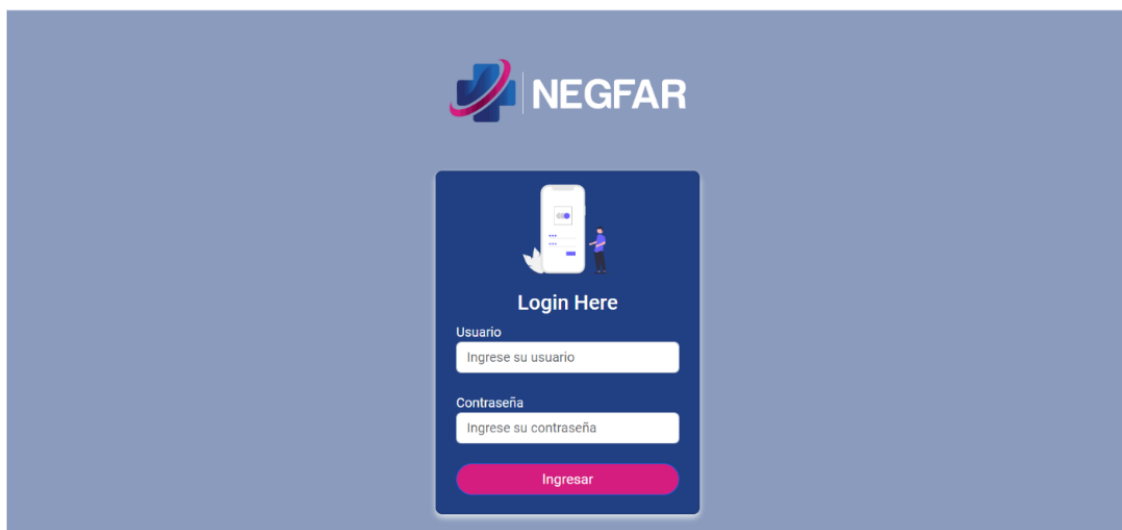 NEGFAR
Login Here
Usuario
Ingrese su usuario
Contraseña
Ingrese su contraseña
Ingresar